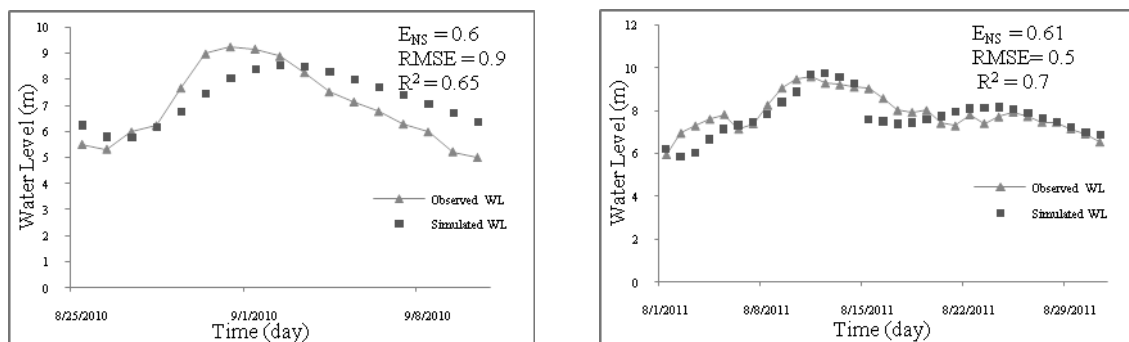 10
9
8
7
6
5
4
3
2
1
0
Water Level (m)
E_NS = 0.6
RMSE = 0.9
R² = 0.65
Observed WL
Simulated WL
8/25/2010 9/1/2010 9/8/2010
Time (day)
12
10
8
6
4
2
0
Water Level (m)
E_NS = 0.61
RMSE= 0.5
R² = 0.7
Observed WL
Simulated WL
8/1/2011 8/8/2011 8/15/2011 8/22/2011 8/29/2011
Time (day)